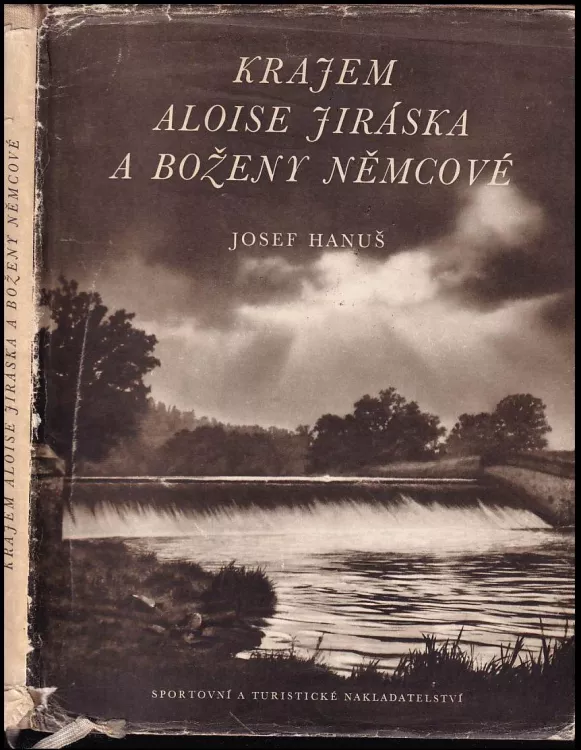 KRAJEM
ALOISE JIRÁSKA
A BOŽENY NĚMCOVÉ
JOSEF HANUŠ
SPORTOVNÍ A TURISTICKÉ NAKLADATELSTVÍ
KRAJEM ALOISE JIRÁSKA A BOŽENY NĚMCOVÉ